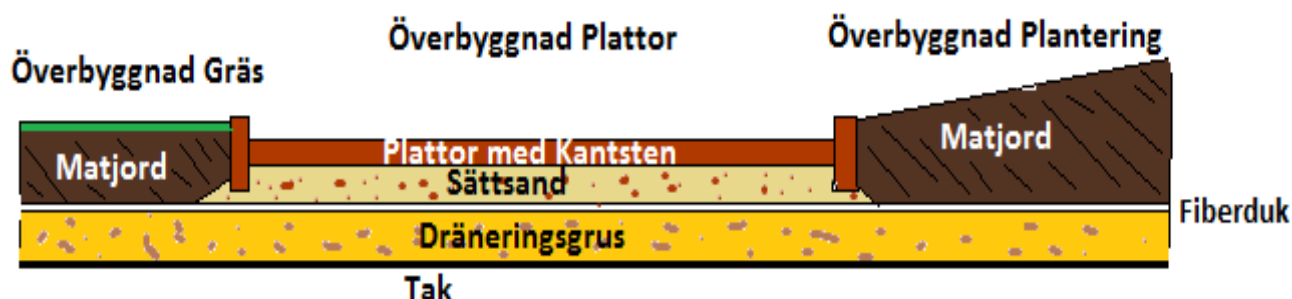 Överbyggnad Gräs
Överbyggnad Plattor
Överbyggnad Plantering
Matjord
Plattor med Kantsten
Matjord
Sättsand
Fiberduk
Dräneringsgrus
Tak